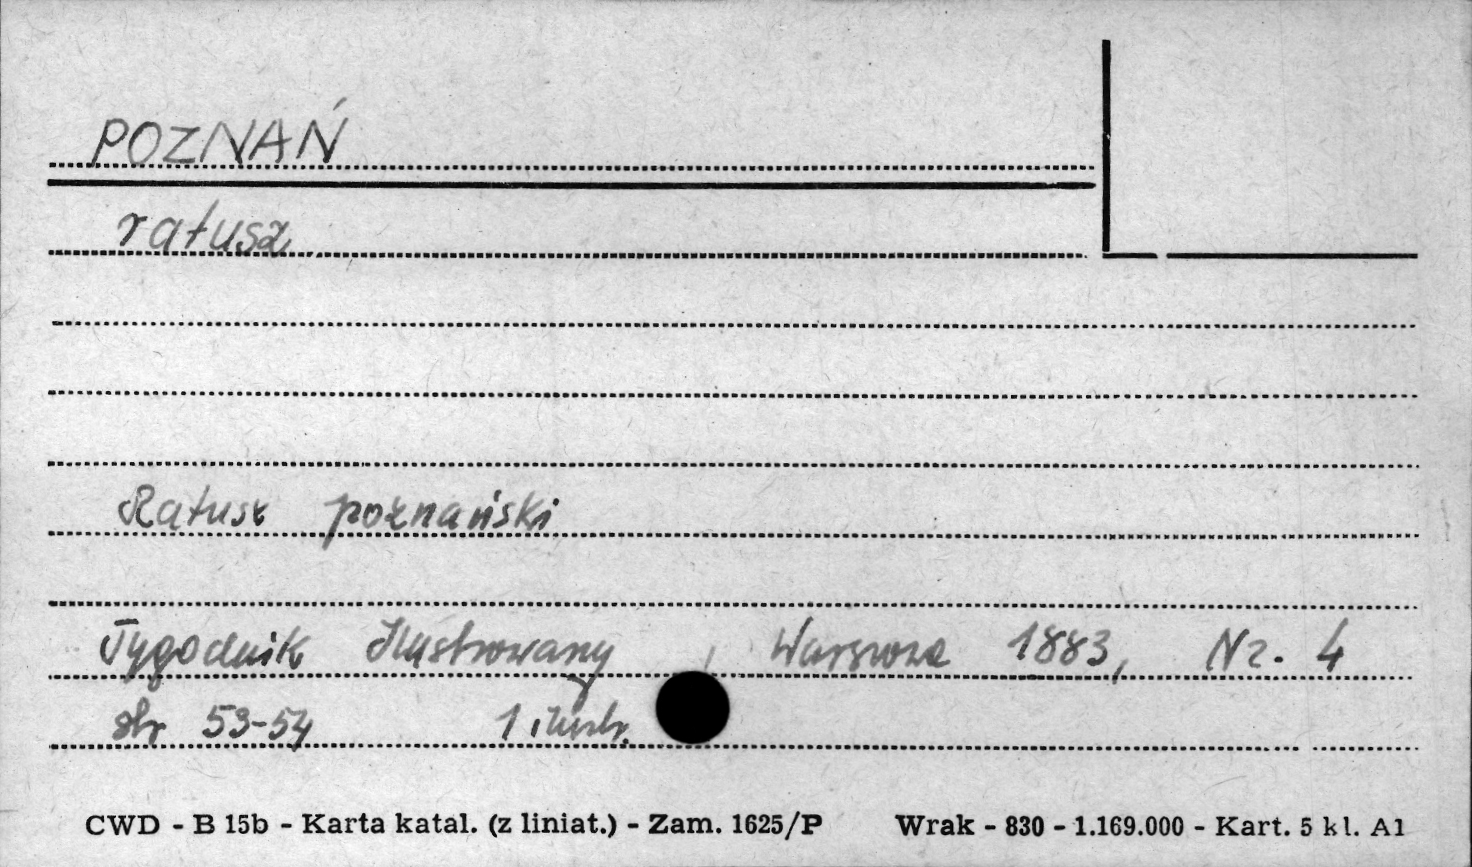 POZNAŃ
ratusz
Ratusz poznański
Tygodnik Ilustrowany, Warszawa 1883, Nr. 4
str 53-54 1 ilustr.
CWD - B 15b - Karta katal. (z liniat.) - Zam. 1625/P Wrak - 830 - 1.169.000 - Kart. 5 kl. A1